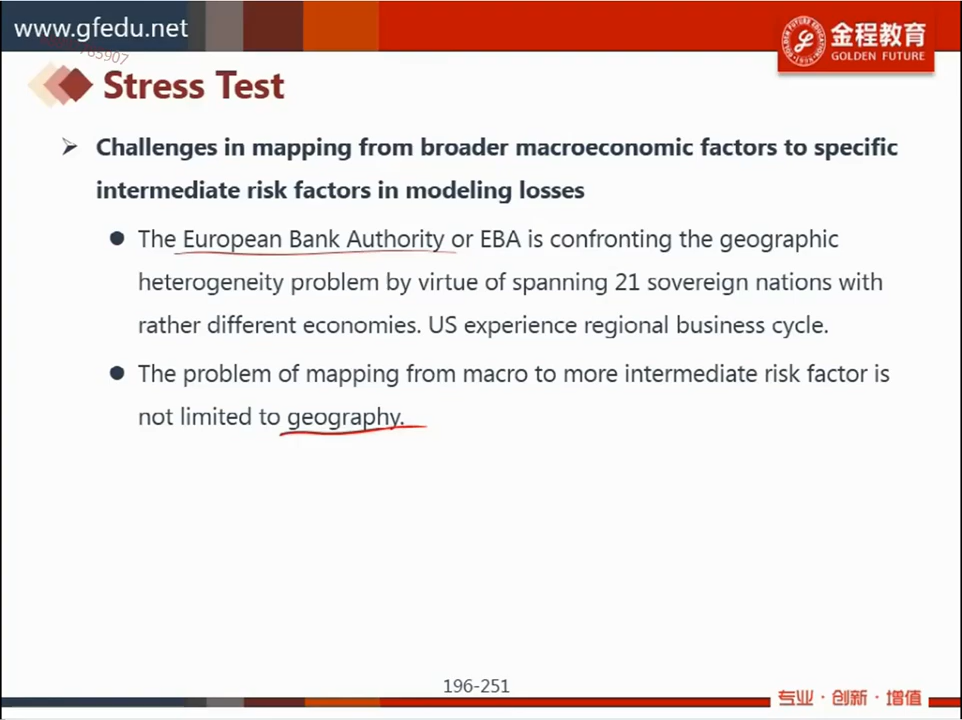 www.gfedu.net
金程教育
GOLDEN FUTURE
Stress Test
Challenges in mapping from broader macroeconomic factors to specific
intermediate risk factors in modeling losses
The European Bank Authority or EBA is confronting the geographic
heterogeneity problem by virtue of spanning 21 sovereign nations with
rather different economies. US experience regional business cycle.
The problem of mapping from macro to more intermediate risk factor is
not limited to geography.
196-251
专业·创新·增值